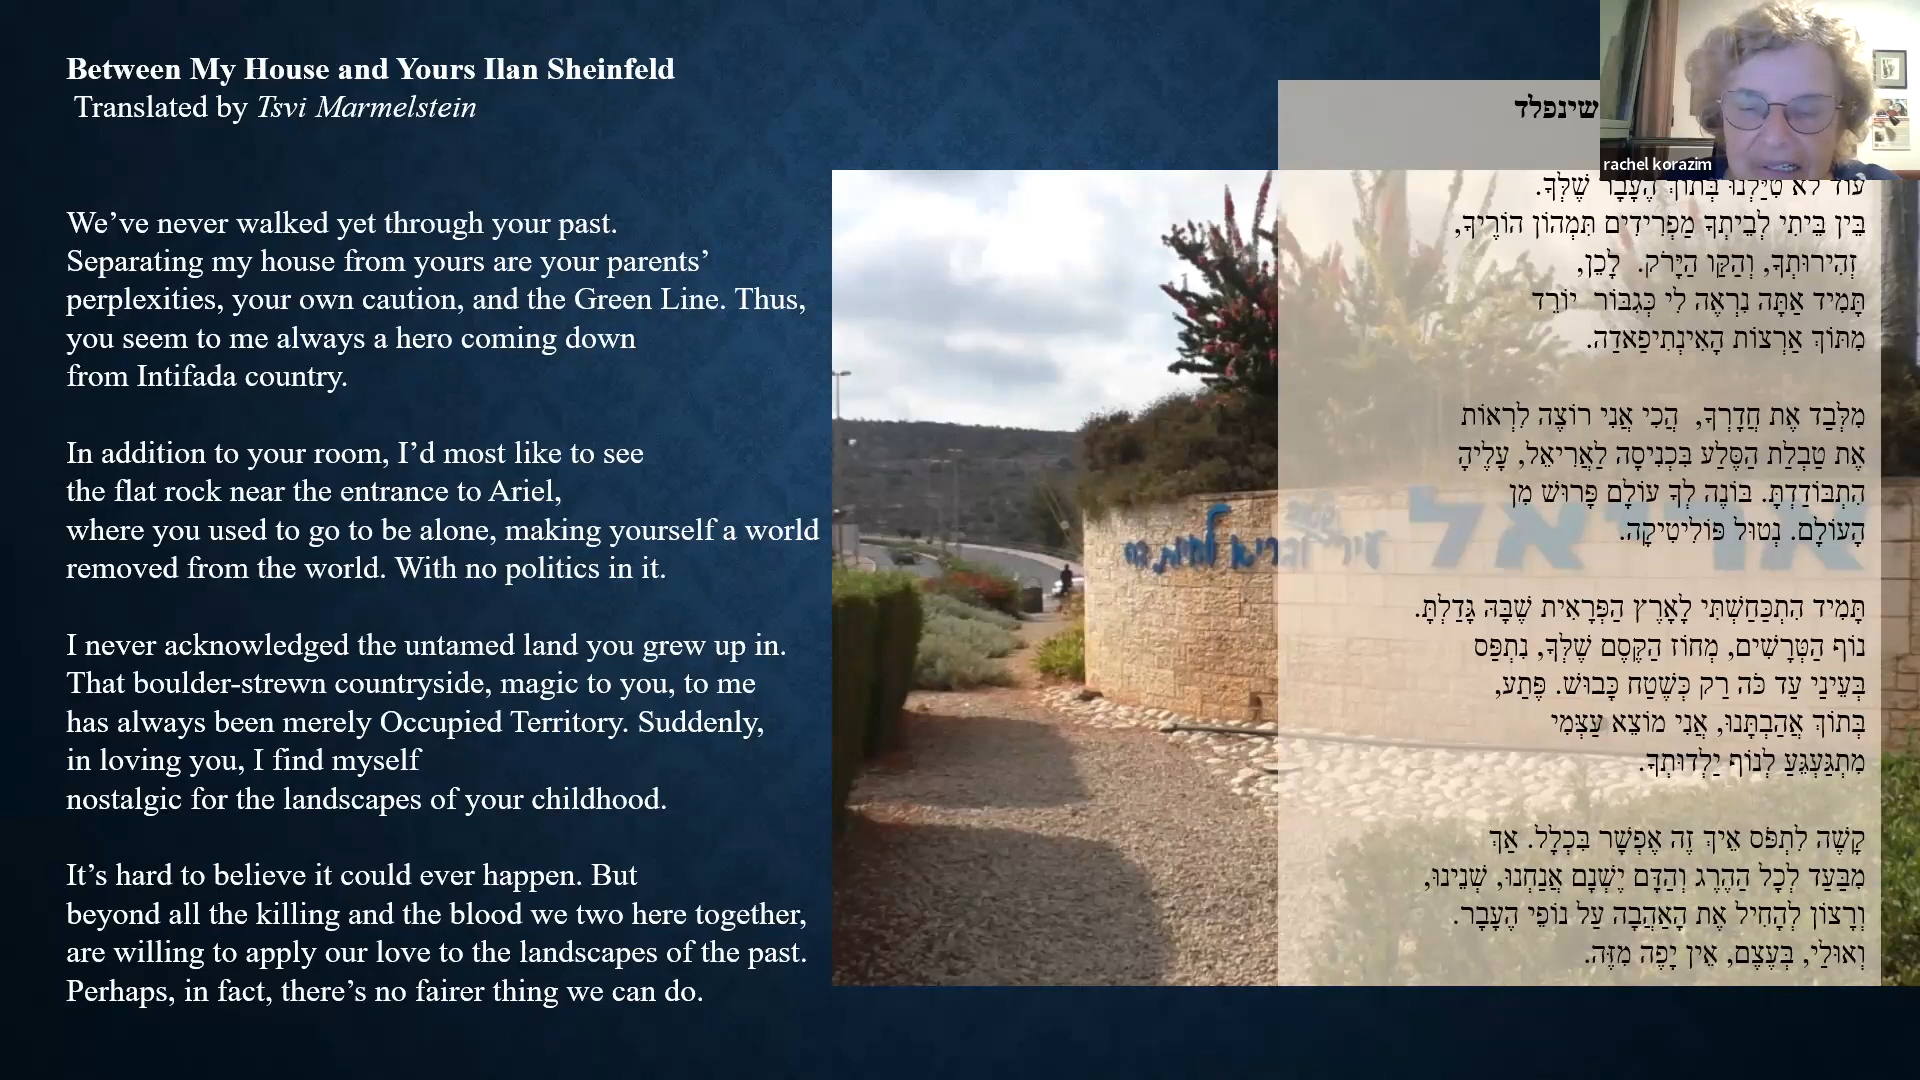 Between My House and Yours Ilan Sheinfeld
Translated by Tsvi Marmelstein
We’ve never walked yet through your past.
Separating my house from yours are your parents’
perplexities, your own caution, and the Green Line. Thus,
you seem to me always a hero coming down
from Intifada country.
In addition to your room, I’d most like to see
the flat rock near the entrance to Ariel,
where you used to go to be alone, making yourself a world
removed from the world. With no politics in it.
I never acknowledged the untamed land you grew up in.
That boulder-strewn countryside, magic to you, to me
has always been merely Occupied Territory. Suddenly,
in loving you, I find myself
nostalgic for the landscapes of your childhood.
It’s hard to believe it could ever happen. But
beyond all the killing and the blood we two here together,
are willing to apply our love to the landscapes of the past.
Perhaps, in fact, there’s no fairer thing we can do.
שינפלד
עוֹד לֹא טִיַּלְנוּ בְּתוֹךְ הֶעָבָר שֶׁלְּךָ.
בֵּין בֵּיתִי לְבֵיתְךָ מַפְרִידִים תִּמְהוֹן הוֹרֶיךָ,
זְהִירוּתְךָ, וְהַקַּו הַיָּרֹק. לָכֵן,
תָּמִיד אַתָּה נִרְאֶה לִי כְּגִבּוֹר יוֹרֵד
מִתּוֹךְ אַרְצוֹת הָאִינְתִיפַאדָה.
מִלְּבַד אֶת חֲדָרְךָ, הֲכִי אֲנִי רוֹצֶה לִרְאוֹת
אֶת טַבְלַת הַסֶּלַע בִּכְנִיסָה לַאֲרִיאֵל, עָלֶיהָ
הִתְבּוֹדַדְתָּ. בּוֹנֶה לְךָ עוֹלָם פָּרוּשׁ מִן
הָעוֹלָם. נְטוּל פּוֹלִיטִיקָה.
תָּמִיד הִתְכַּחַשְׁתִּי לָאָרֶץ הַפְּרָאִית שֶׁבָּהּ גָּדַלְתָּ.
נוֹף הַטְּרָשִׁים, מְחוֹז הַקֶּסֶם שֶׁלְּךָ, נִתְפַּס
בְּעֵינַי עַד כֹּה רַק כְּשֶׁטַח כָּבוּשׁ. פֶּתַע,
בְּתוֹךְ אַהֲבָתֵנוּ, אֲנִי מוֹצֵא עַצְמִי
מִתְגַּעְגֵּעַ לְנוֹף יַלְדוּתְךָ.
קָשֶׁה לִתְפֹּס אֵיךְ זֶה אֶפְשָׁר בִּכְלָל. אַךְ
מִבַּעַד לְכָל הַהֶרֶג וְהַדָּם יֶשְׁנָם אֲנַחְנוּ, שְׁנֵינוּ,
וְרָצוֹן לְהָחִיל אֶת הָאַהֲבָה עַל נוֹפֵי הֶעָבָר.
וְאוּלַי, בְּעֶצֶם, אֵין יָפֶה מִזֶּה.
אריאל
עיר
rachel korazim